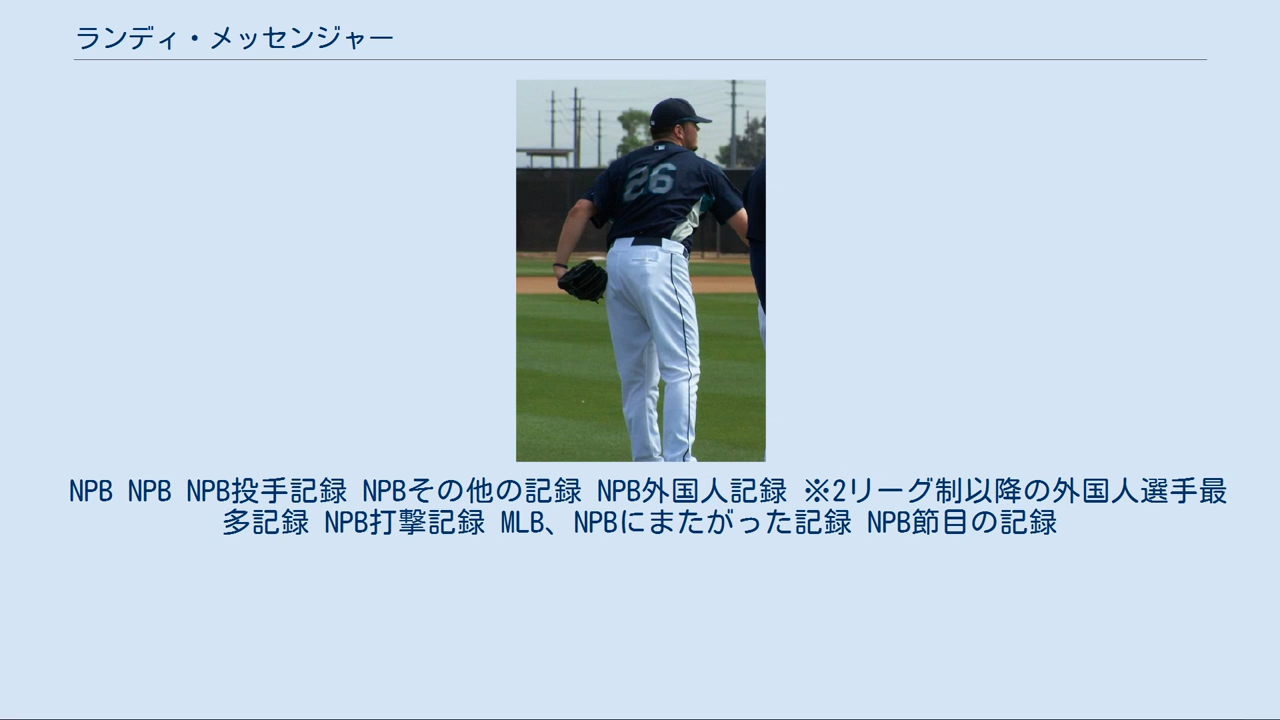 ランディ・メッセンジャー
26
NPB NPB NPB投手記録 NPBその他の記録 NPB外国人記録 ※2リーグ制以降の外国人選手最
多記録 NPB打撃記録 MLB、NPBにまたがった記録 NPB節目の記録